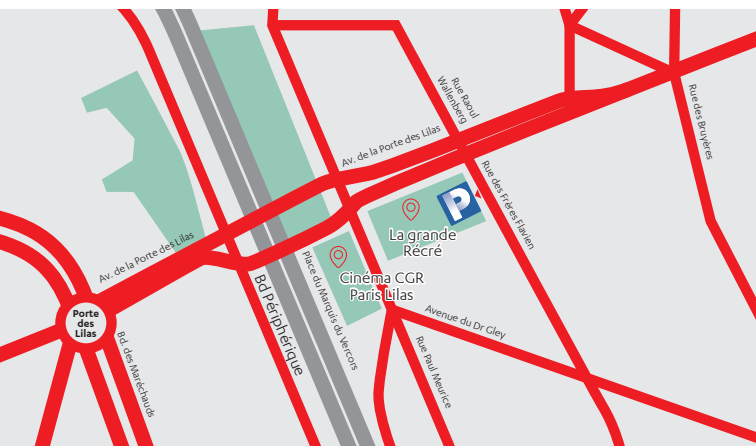 Rue Raoul
Wallenberg
Rue des Bruyères
Av. de la Porte des Lilas
Rue des Frères Flavien
P
La grande
Récré
Av. de la Porte des Lilas
Place du Marquis du Vercors
Cinéma CGR
Paris Lilas
Bd Périphérique
Porte
des
Lilas
Avenue du Dr Gley
Bd. des Maréchauds
Rue Paul Meurice